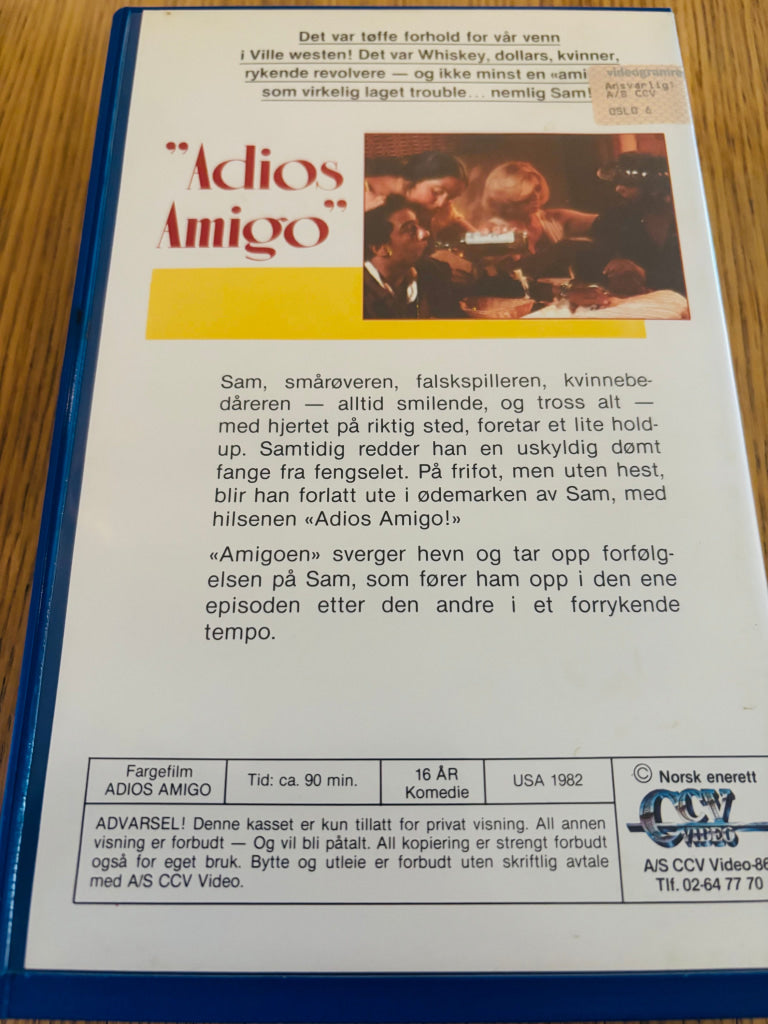 Det var tøffe forhold for vår venn
i Ville westen! Det var Whiskey, dollars, kvinner,
rykende revolvere — og ikke minst en «ami
som virkelig laget trouble... nemlig Sam!
videogramre
Ansvarlig:
A/S CCV
OSLO 6
"Adios
Amigo"
Sam, smårøveren, falskspilleren, kvinnebe-
dåreren — alltid smilende, og tross alt —
med hjertet på riktig sted, foretar et lite hold-
up. Samtidig redder han en uskyldig dømt
fange fra fengselet. På frifot, men uten hest,
blir han forlatt ute i ødemarken av Sam, med
hilsenen «Adios Amigo!»
«Amigoen» sverger hevn og tar opp forfølg-
elsen på Sam, som fører ham opp i den ene
episoden etter den andre i et forrykende
tempo.
Fargefilm
ADIOS AMIGO
Tid: ca. 90 min.
16 ÅR
Komedie
USA 1982
ADVARSEL! Denne kasset er kun tillatt for privat visning. All annen
visning er forbudt — Og vil bli påtalt. All kopiering er strengt forbudt
også for eget bruk. Bytte og utleie er forbudt uten skriftlig avtale
med A/S CCV Video.
© Norsk enerett
CCV
VIDEO
A/S CCV Video-86
Tlf. 02-64 77 70